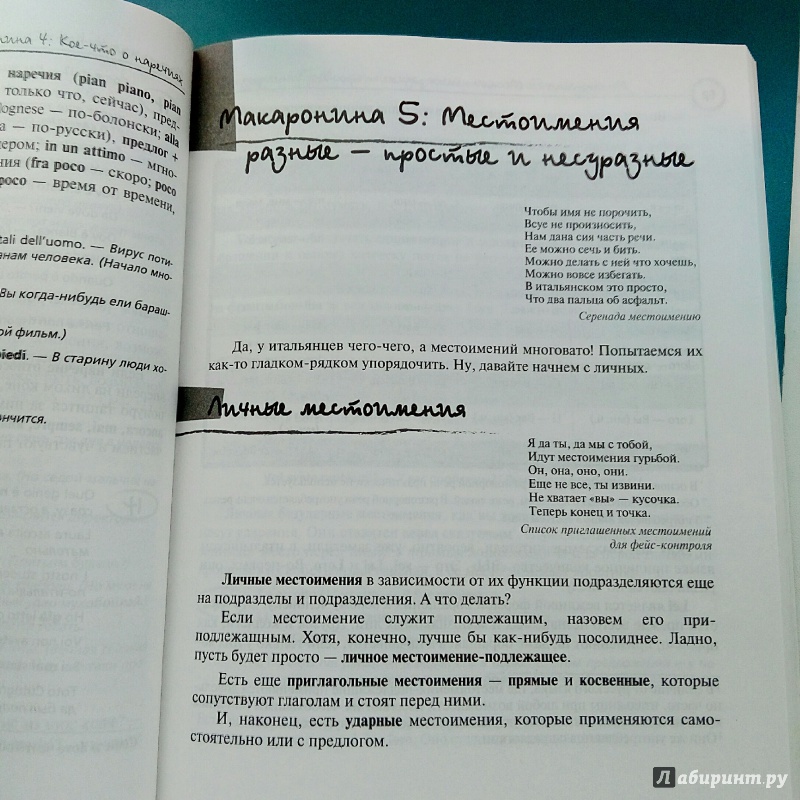 нина 4: Кое-что о наречиях
наречия (pian piano, pian
только что, сейчас), пред-
lognese — по-болонски; alla
а — по-русски), предлог +
ером; in un attimo — мгно-
ния (fra poco — скоро; poco
poco — время от времени,
tali dell'uomo. — Вирус поти-
анам человека. (Начало мно-
Вы когда-нибудь ели бараш-
ой фильм.)
piedi. — В старину люди хо-
нчится.
Макаронина 5: Местоимения
разные — простые и несуразные
Чтобы имя не порочить,
Всуе не произносить,
Нам дана сия часть речи.
Ее можно сечь и бить.
Можно делать с ней что хочешь,
Можно вовсе избегать.
В итальянском это просто,
Что два пальца об асфальт.
Серенада местоимению
Да, у итальянцев чего-чего, а местоимений многовато! Попытаемся их
как-то гладком-рядком упорядочить. Ну, давайте начнем с личных.
Личные местоимения
Я да ты, да мы с тобой,
Идут местоимения гурьбой.
Он, она, оно, они.
Еще не все, ты извини.
Не хватает «вы» — кусочка.
Теперь конец и точка.
Список приглашенных местоимений
для фейс-контроля
Личные местоимения в зависимости от их функции подразделяются еще
на подразделы и подразделения. А что делать?
Если местоимение служит подлежащим, назовем его при-
подлежащным. Хотя, конечно, лучше бы как-нибудь посолиднее. Ладно,
пусть будет просто — личное местоимение-подлежащее.
Есть еще приглагольные местоимения — прямые и косвенные, которые
сопутствуют глаголам и стоят перед ними.
И, наконец, есть ударные местоимения, которые применяются само-
стоятельно или с предлогом.
Лабиринт.ру